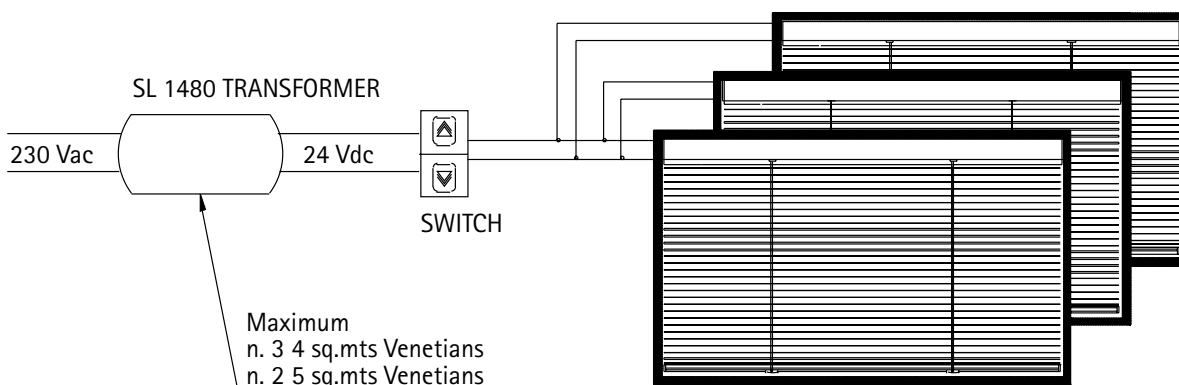 SL 1480 TRANSFORMER
230 Vac
24 Vdc
SWITCH
Maximum
n. 3 4 sq.mts Venetians
n. 2 5 sq.mts Venetians